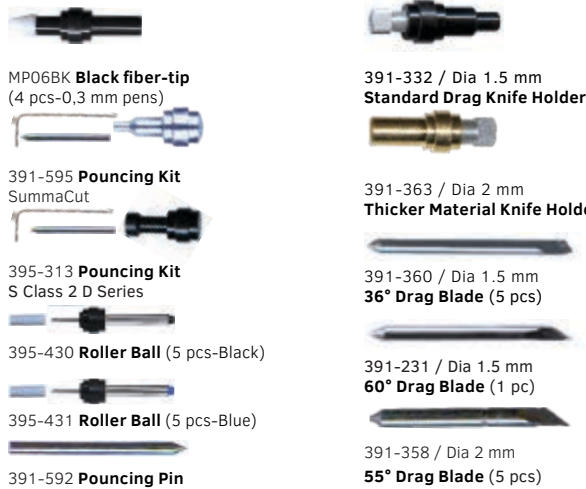 MP06BK Black fiber-tip
(4 pcs-0,3 mm pens)
391-595 Pouncing Kit
SummaCut
395-313 Pouncing Kit
S Class 2 D Series
395-430 Roller Ball (5 pcs-Black)
395-431 Roller Ball (5 pcs-Blue)
391-592 Pouncing Pin
391-332 / Dia 1.5 mm
Standard Drag Knife Holder
391-363 / Dia 2 mm
Thicker Material Knife Holde
391-360 / Dia 1.5 mm
36° Drag Blade (5 pcs)
391-231 / Dia 1.5 mm
60° Drag Blade (1 pc)
391-358 / Dia 2 mm
55° Drag Blade (5 pcs)